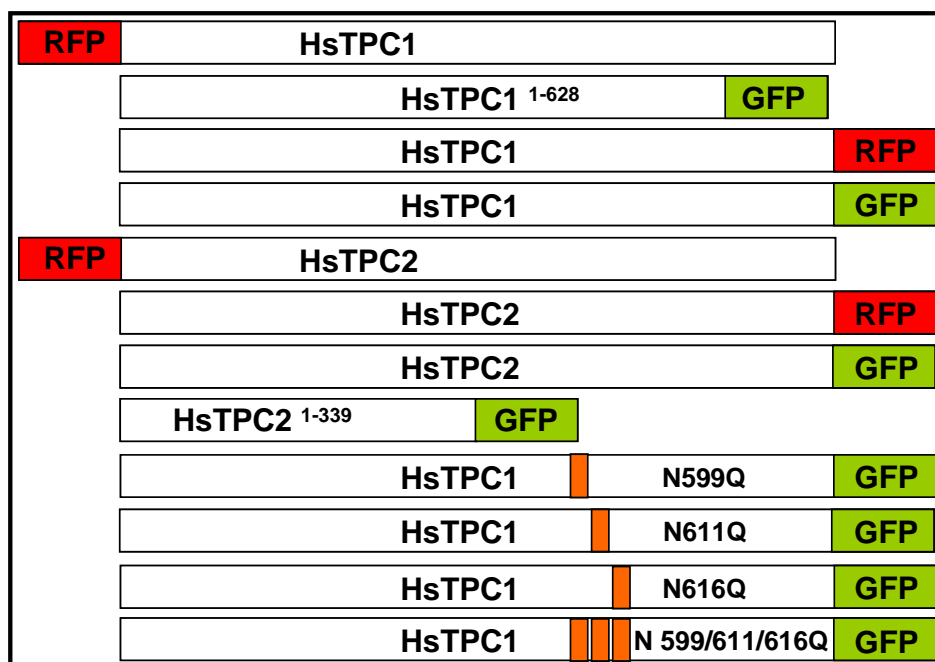 RFP HsTPC1
HsTPC1 1-628 GFP
HsTPC1 RFP
HsTPC1 GFP
RFP HsTPC2
HsTPC2 RFP
HsTPC2 GFP
HsTPC2 1-339 GFP
HsTPC1 N599Q GFP
HsTPC1 N611Q GFP
HsTPC1 N616Q GFP
HsTPC1 N 599/611/616Q GFP